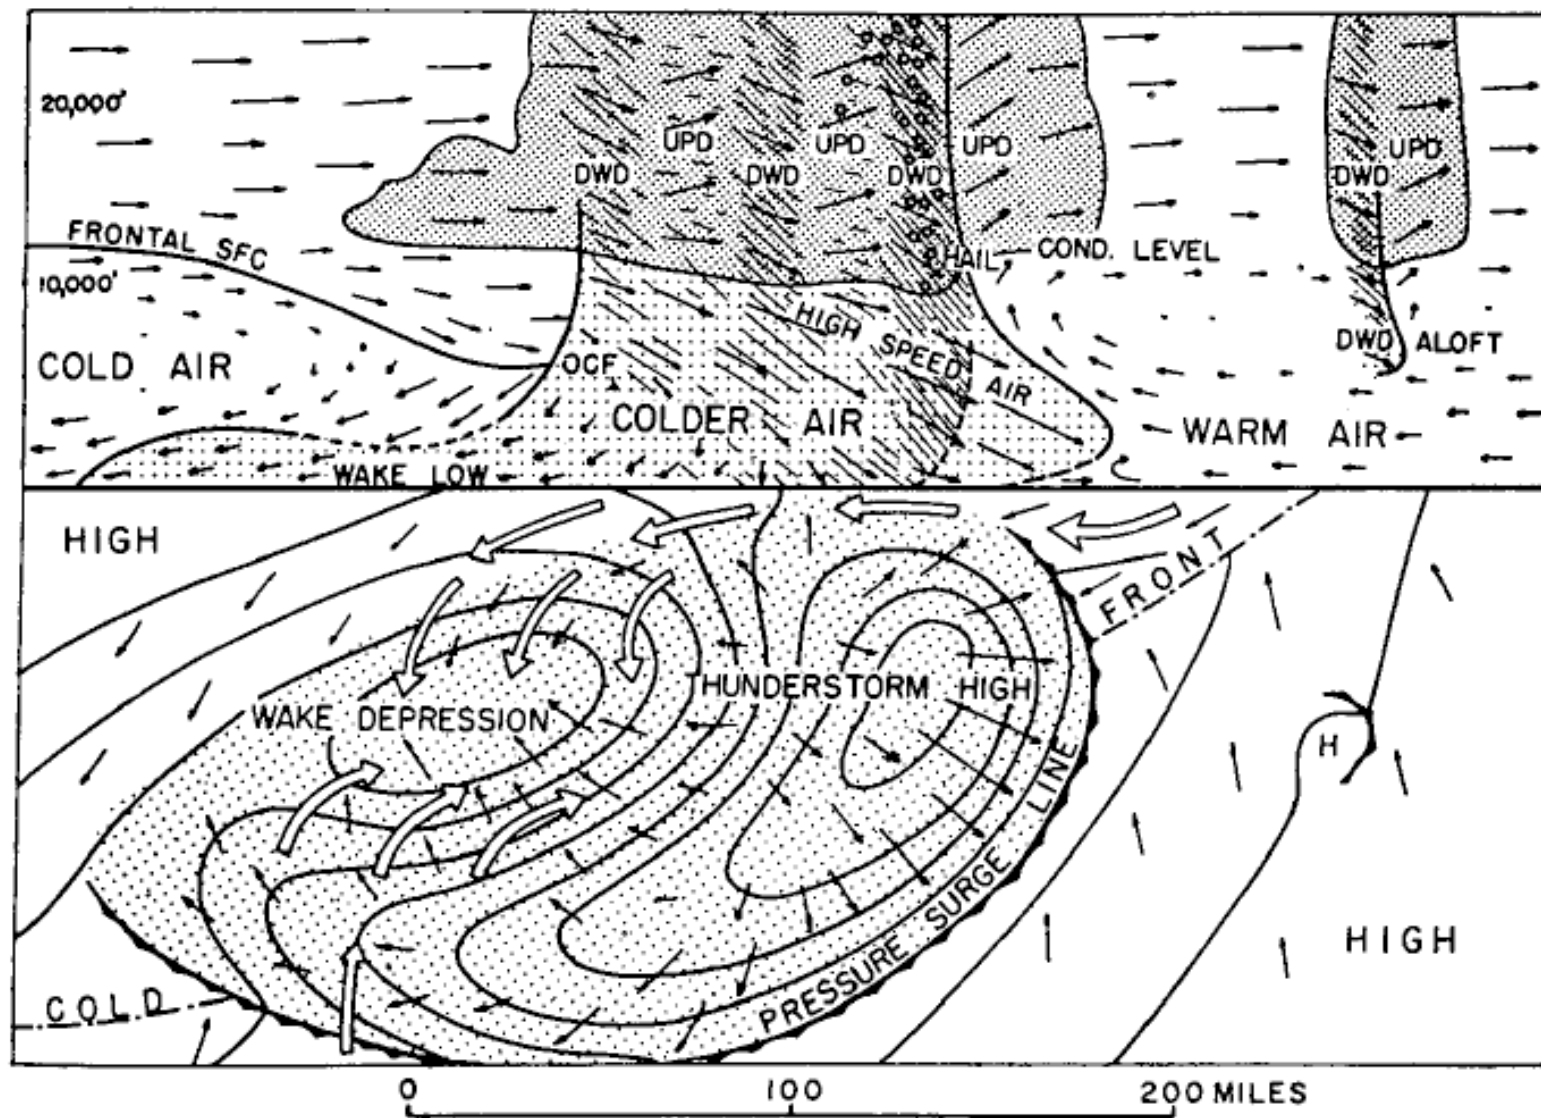 20,000'
UPD UPD UPD UPD
DWD DWD DWD DWD
FRONTAL SFC
HAIL COND. LEVEL
10,000'
HIGH SPEED AIR
DWD ALOFT
COLD AIR
OCF
COLDER AIR
WARM AIR
WAKE LOW
HIGH
FRONT
THUNDERSTORM HIGH
WAKE DEPRESSION
H
PRESSURE SURGE LINE
HIGH
COLD
0 100 200 MILES